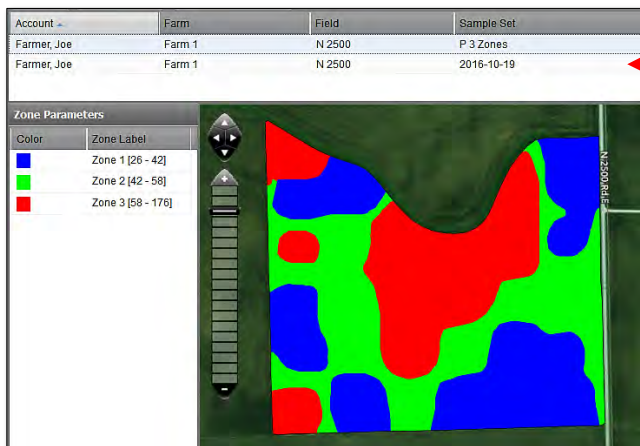 Account Farm Field Sample Set
Farmer, Joe Farm 1 N 2500 P 3 Zones
Farmer, Joe Farm 1 N 2500 2016-10-19
Zone Parameters
Color Zone Label
Zone 1 [26 - 42]
Zone 2 [42 - 58]
Zone 3 [58 - 176]
N 2500 Rd E